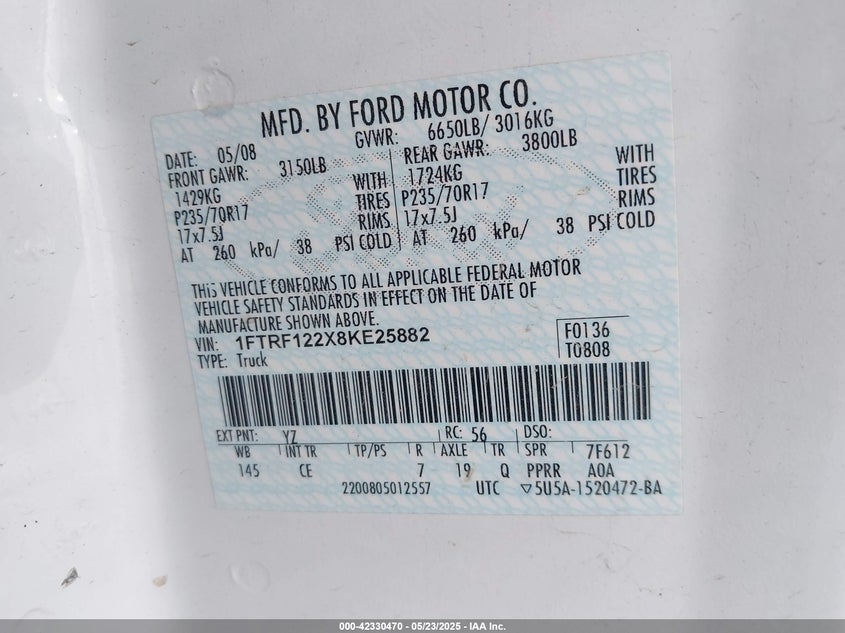 MFD. BY FORD MOTOR CO.
DATE: 05/08 GVWR: 6650LB/ 3016KG
FRONT GAWR: 3150LB REAR GAWR: 3800LB
1429KG WITH 1724KG WITH
P235/70R17 TIRES P235/70R17 TIRES
17x7.5J RIMS 17x7.5J RIMS
AT 260 kPa/ 38 PSI COLD AT 260 kPa/ 38 PSI COLD
THIS VEHICLE CONFORMS TO ALL APPLICABLE FEDERAL MOTOR
VEHICLE SAFETY STANDARDS IN EFFECT ON THE DATE OF
MANUFACTURE SHOWN ABOVE.
VIN: 1FTRF122X8KE25882 F0136
TYPE: Truck T0808
EXT PNT: YZ RC: 56 DSO:
WB INT TR TP/PS R AXLE TR SPR 7F612
145 CE 7 19 Q PPRR A0A
2200805012557 UTC ▽5U5A-1520472-BA
000-42330470 - 05/23/2025 - IAA Inc.